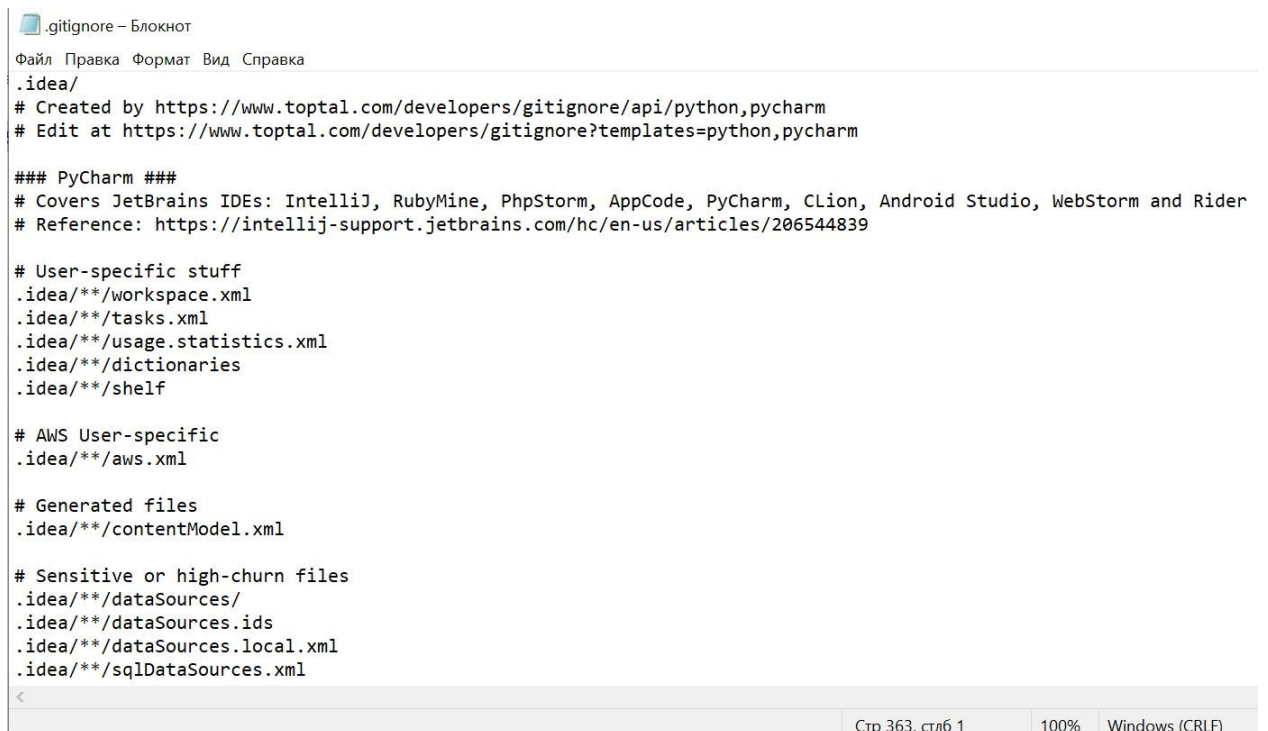 .gitignore – Блокнот
Файл Правка Формат Вид Справка
.idea/
# Created by https://www.toptal.com/developers/gitignore/api/python,pycharm
# Edit at https://www.toptal.com/developers/gitignore?templates=python,pycharm
### PyCharm ###
# Covers JetBrains IDEs: IntelliJ, RubyMine, PhpStorm, AppCode, PyCharm, CLion, Android Studio, WebStorm and Rider
# Reference: https://intellij-support.jetbrains.com/hc/en-us/articles/206544839
# User-specific stuff
.idea/**/workspace.xml
.idea/**/tasks.xml
.idea/**/usage.statistics.xml
.idea/**/dictionaries
.idea/**/shelf
# AWS User-specific
.idea/**/aws.xml
# Generated files
.idea/**/contentModel.xml
# Sensitive or high-churn files
.idea/**/dataSources/
.idea/**/dataSources.ids
.idea/**/dataSources.local.xml
.idea/**/sqlDataSources.xml
Стр 363, стлб 1 100% Windows (CRLF)